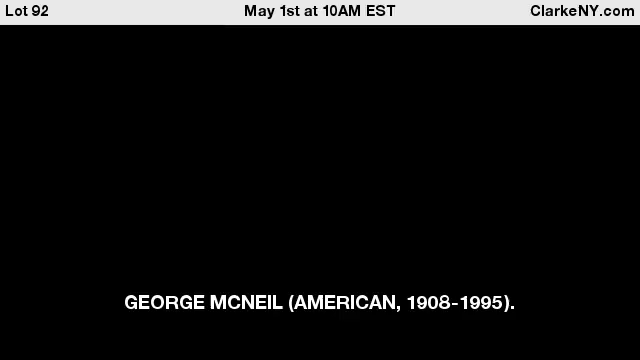 Lot 92 May 1st at 10AM EST ClarkeNY.com
GEORGE MCNEIL (AMERICAN, 1908-1995).